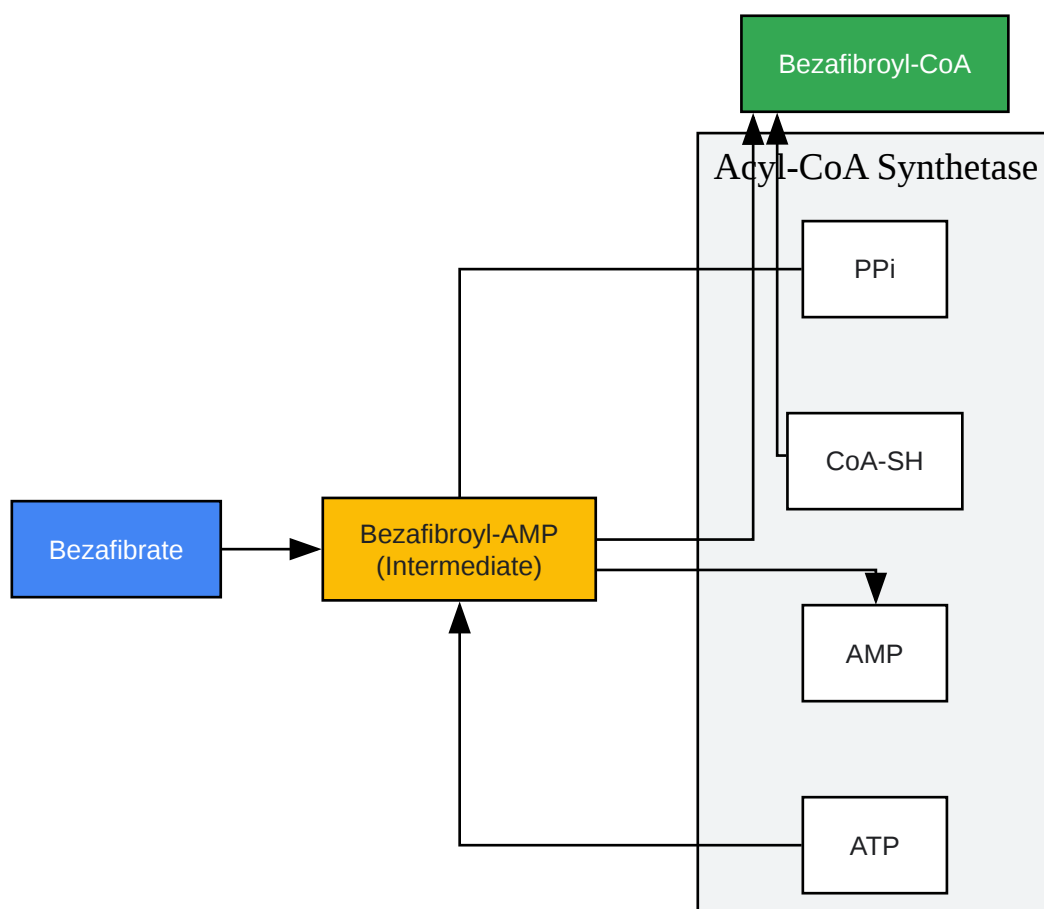 Bezafibroyl-CoA
Acyl-CoA Synthetase
PPi
CoA-SH
Bezafibrate
Bezafibroyl-AMP
(Intermediate)
AMP
ATP